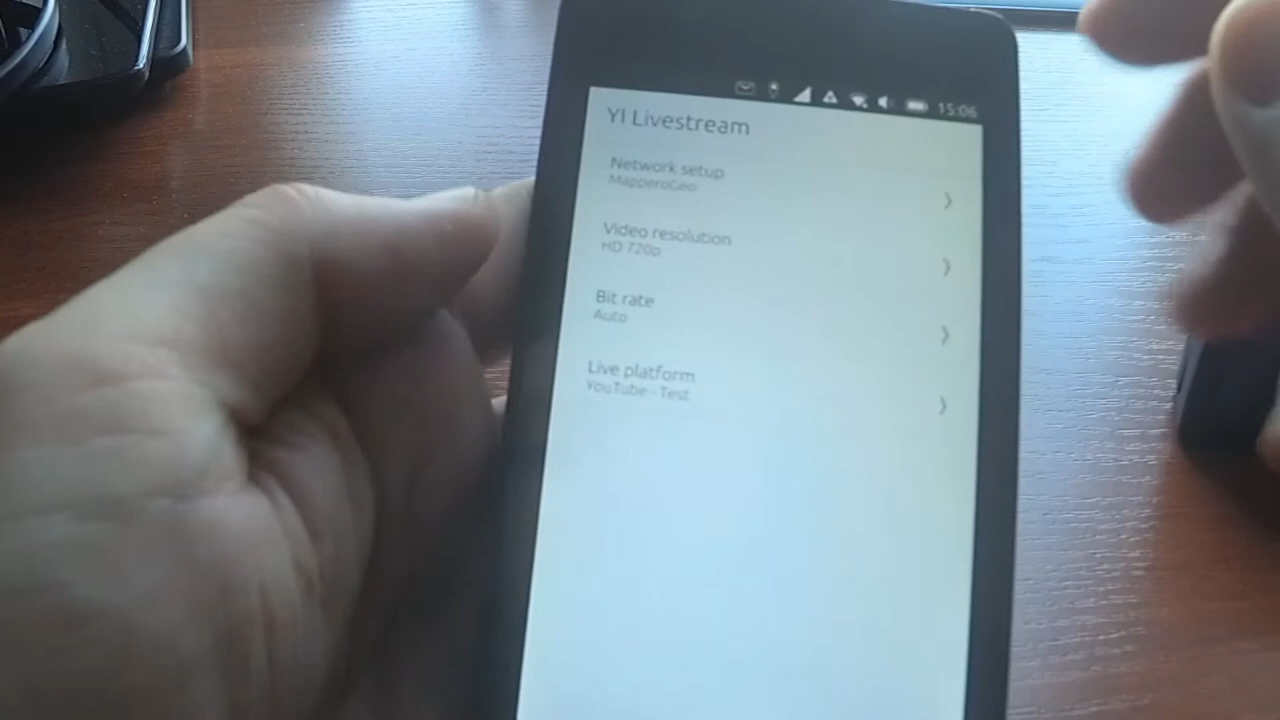 15:06
YI Livestream
Network setup
MapperoGeo
Video resolution
HD 720p
Bit rate
Auto
Live platform
YouTube - Test